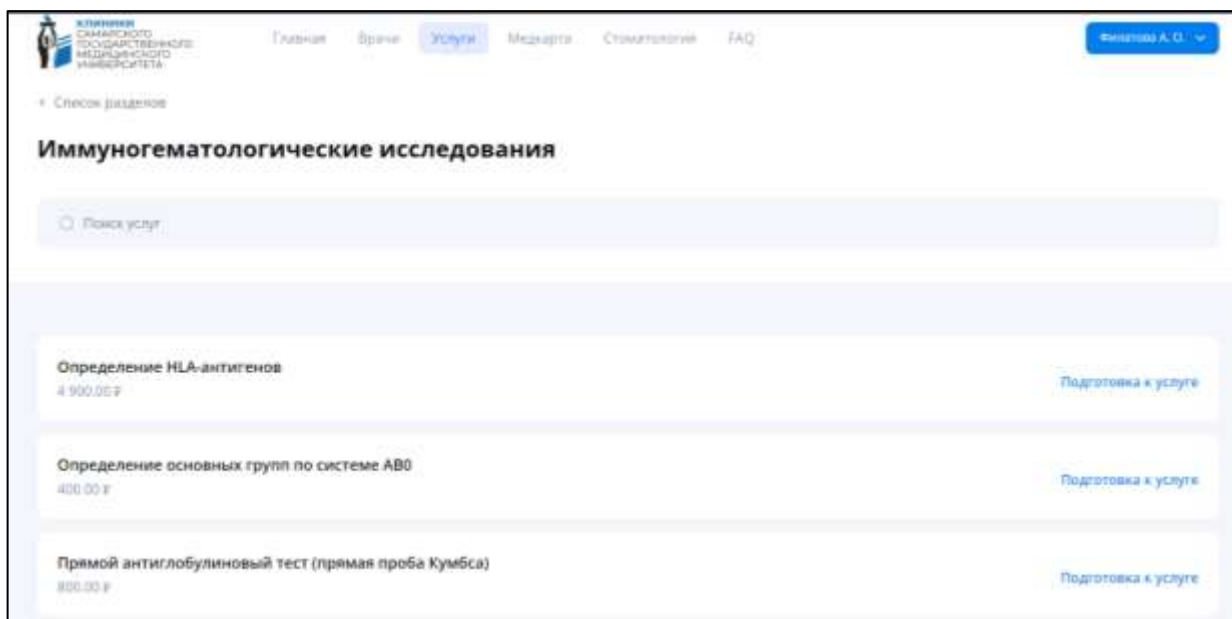 КЛИНИКИ
САМАРСКОГО
ГОСУДАРСТВЕННОГО
МЕДИЦИНСКОГО
УНИВЕРСИТЕТА
Главная Врачи Услуги Медкарта Стоматология FAQ
Филатова А. О.
Список разделов
Иммуногематологические исследования
Поиск услуг
Определение HLA-антигенов
4 900.00 ₽
Подготовка к услуге
Определение основных групп по системе AB0
400.00 ₽
Подготовка к услуге
Прямой антиглобулиновый тест (прямая проба Кумбса)
800.00 ₽
Подготовка к услуге